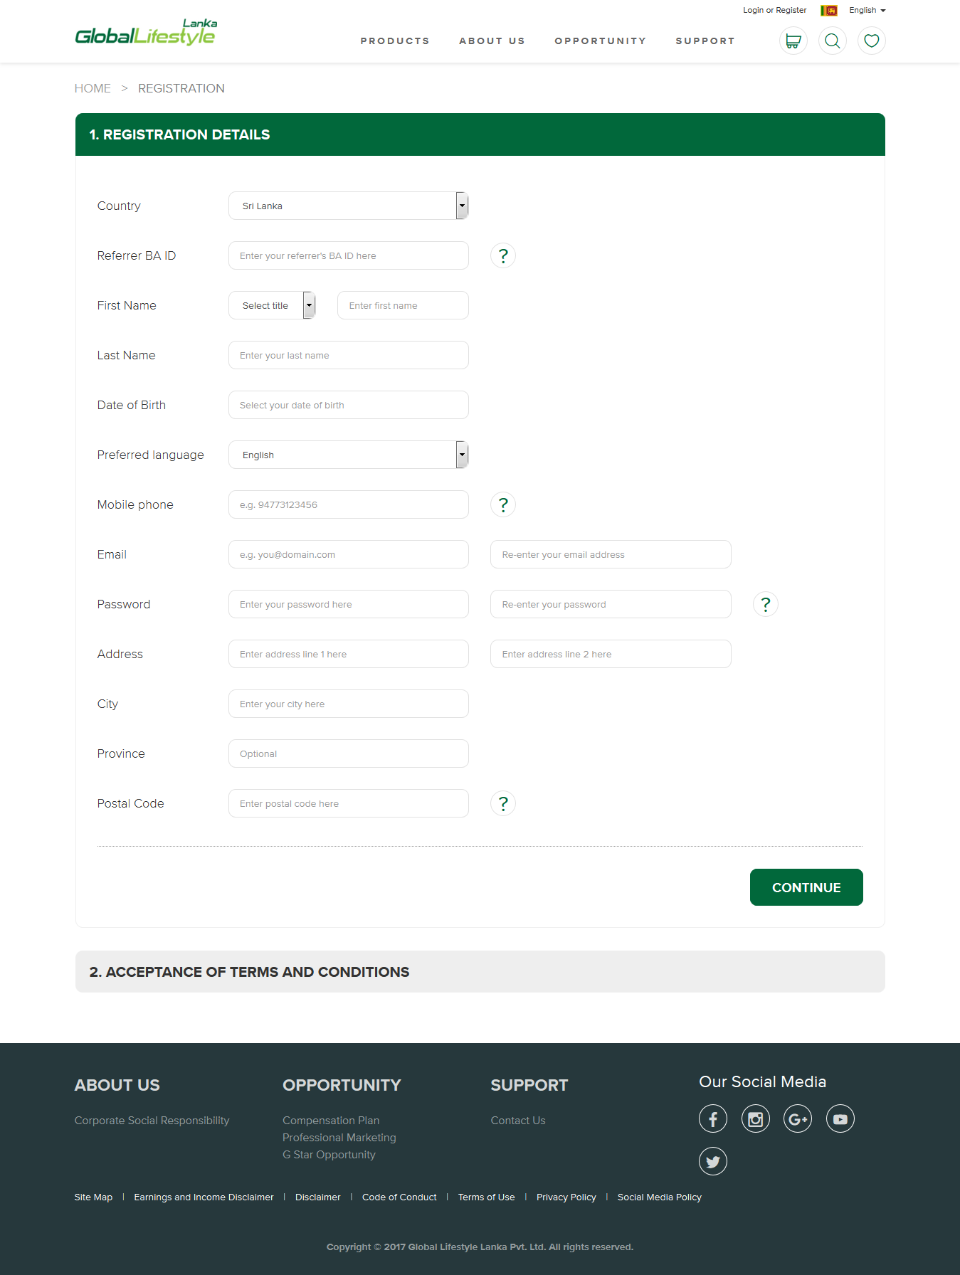 Login or Register English
Lanka
GlobalLifestyle
PRODUCTS ABOUT US OPPORTUNITY SUPPORT
HOME > REGISTRATION
1. REGISTRATION DETAILS
Country Sri Lanka
Referrer BA ID Enter your referrer's BA ID here ?
First Name Select title Enter first name
Last Name Enter your last name
Date of Birth Select your date of birth
Preferred language English
Mobile phone e.g. 94773123456 ?
Email e.g. you@domain.com Re-enter your email address
Password Enter your password here Re-enter your password ?
Address Enter address line 1 here Enter address line 2 here
City Enter your city here
Province Optional
Postal Code Enter postal code here ?
CONTINUE
2. ACCEPTANCE OF TERMS AND CONDITIONS
ABOUT US OPPORTUNITY SUPPORT Our Social Media
Corporate Social Responsibility Compensation Plan Contact Us
Professional Marketing
G Star Opportunity
Site Map | Earnings and Income Disclaimer | Disclaimer | Code of Conduct | Terms of Use | Privacy Policy | Social Media Policy
Copyright © 2017 Global Lifestyle Lanka Pvt. Ltd. All rights reserved.